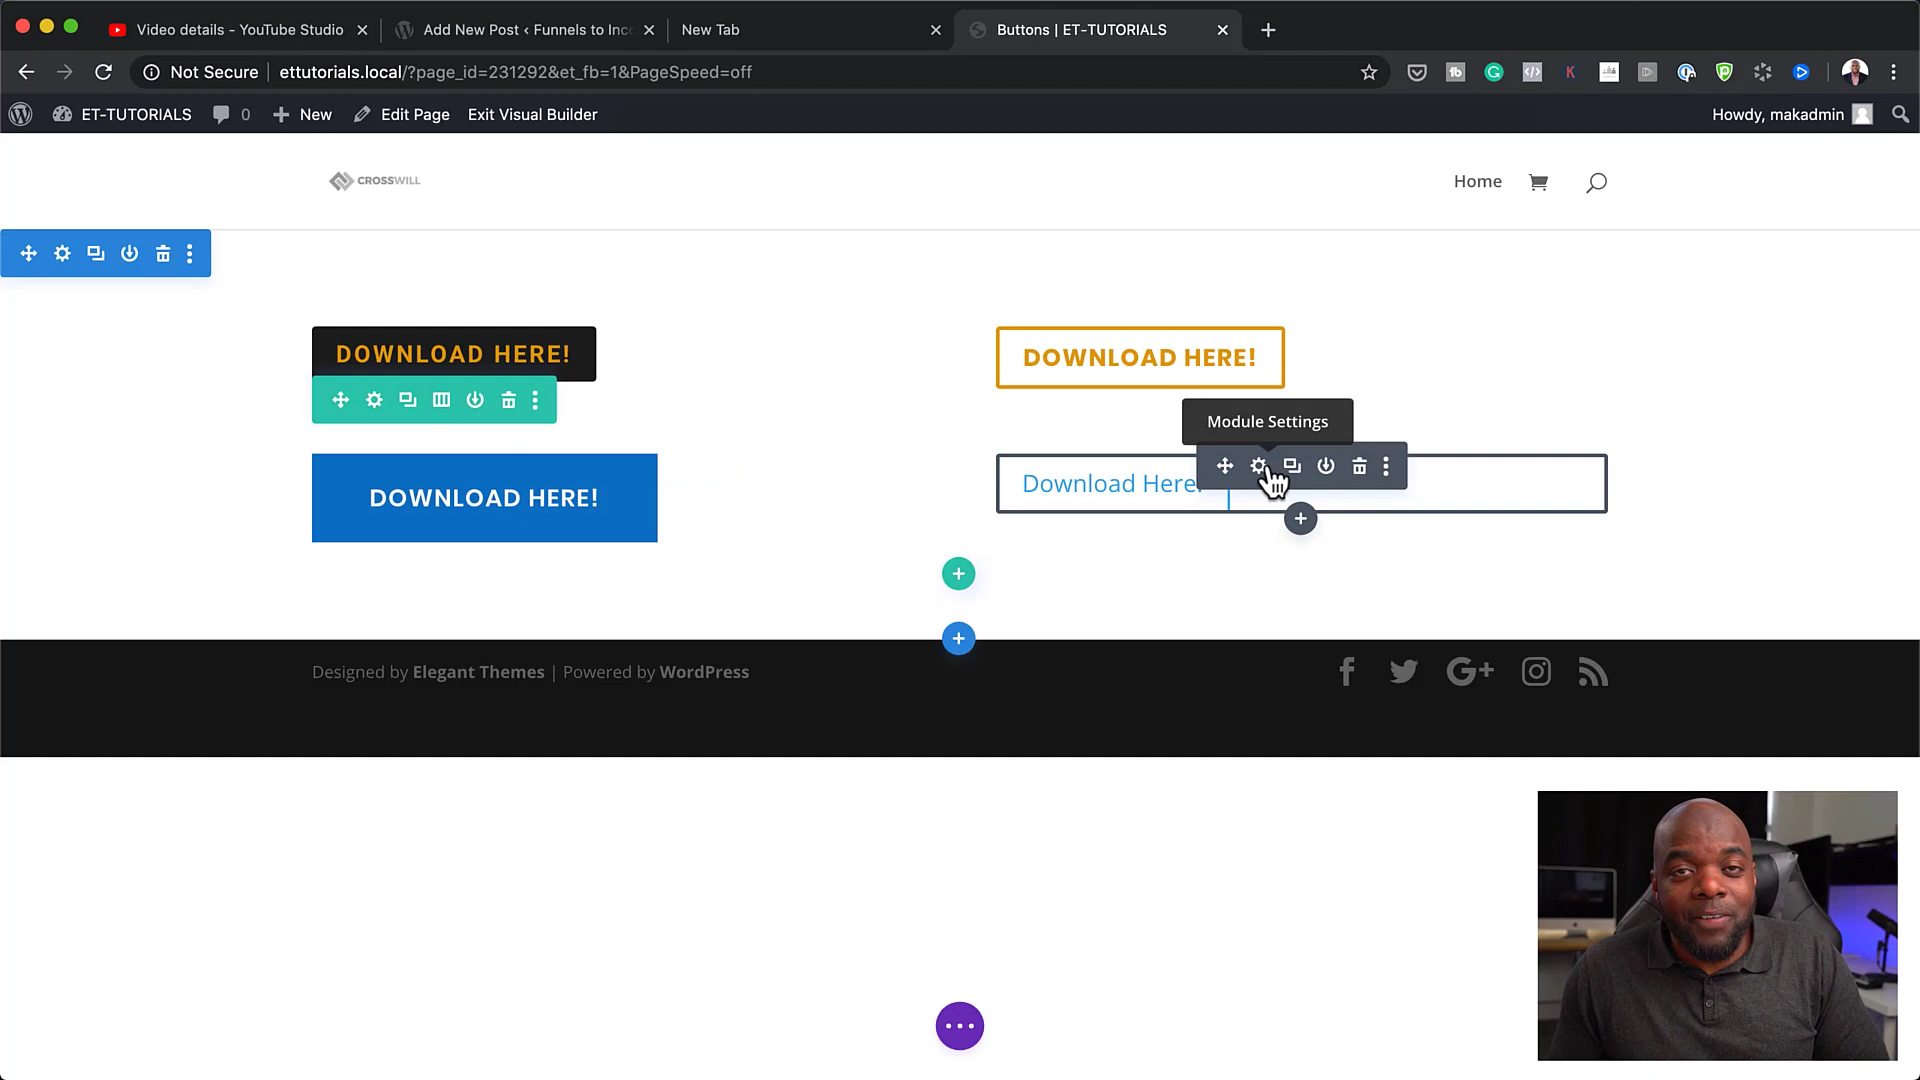 Video details - YouTube Studio
Add New Post ‹ Funnels to Inc
New Tab
Buttons | ET-TUTORIALS
Not Secure
ettutorials.local/?page_id=231292&et_fb=1&PageSpeed=off
ET-TUTORIALS
0
New
Edit Page
Exit Visual Builder
Howdy, makadmin
CROSSWILL
Home
DOWNLOAD HERE!
DOWNLOAD HERE!
Module Settings
DOWNLOAD HERE!
Download Here!
Designed by Elegant Themes | Powered by WordPress